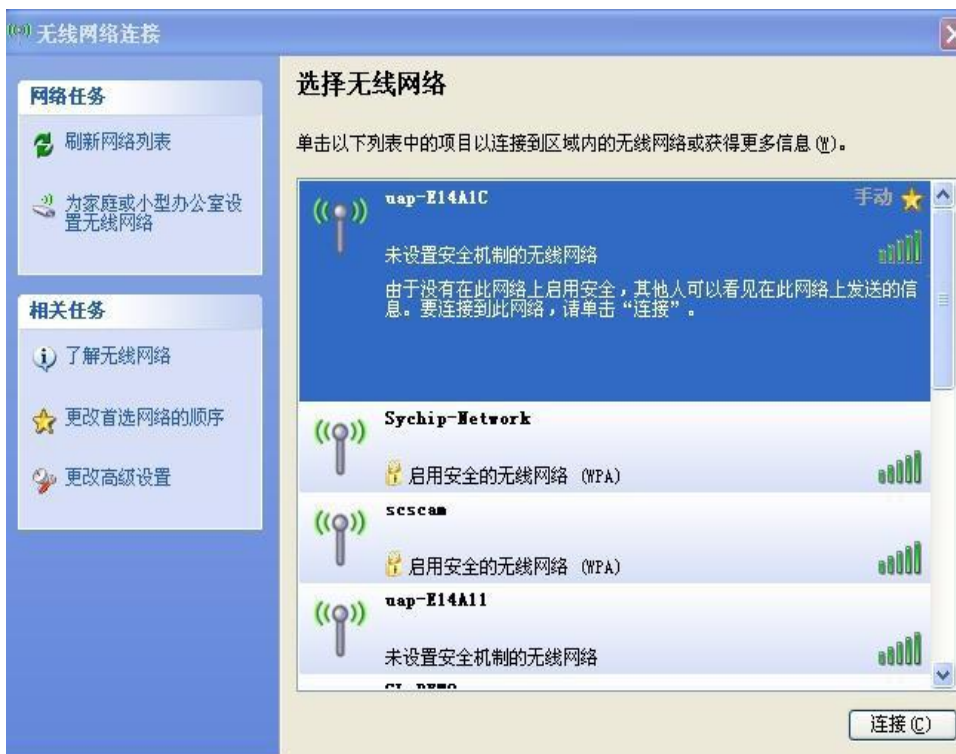 无线网络连接
网络任务
刷新网络列表
为家庭或小型办公室设
置无线网络
相关任务
了解无线网络
更改首选网络的顺序
更改高级设置
选择无线网络
单击以下列表中的项目以连接到区域内的无线网络或获得更多信息(W)。
uap-E14A1C
手动
未设置安全机制的无线网络
由于没有在此网络上启用安全，其他人可以看见在此网络上发送的信
息。要连接到此网络，请单击“连接”。
Sychip-Network
启用安全的无线网络 (WPA)
scscam
启用安全的无线网络 (WPA)
uap-E14A11
未设置安全机制的无线网络
连接(C)